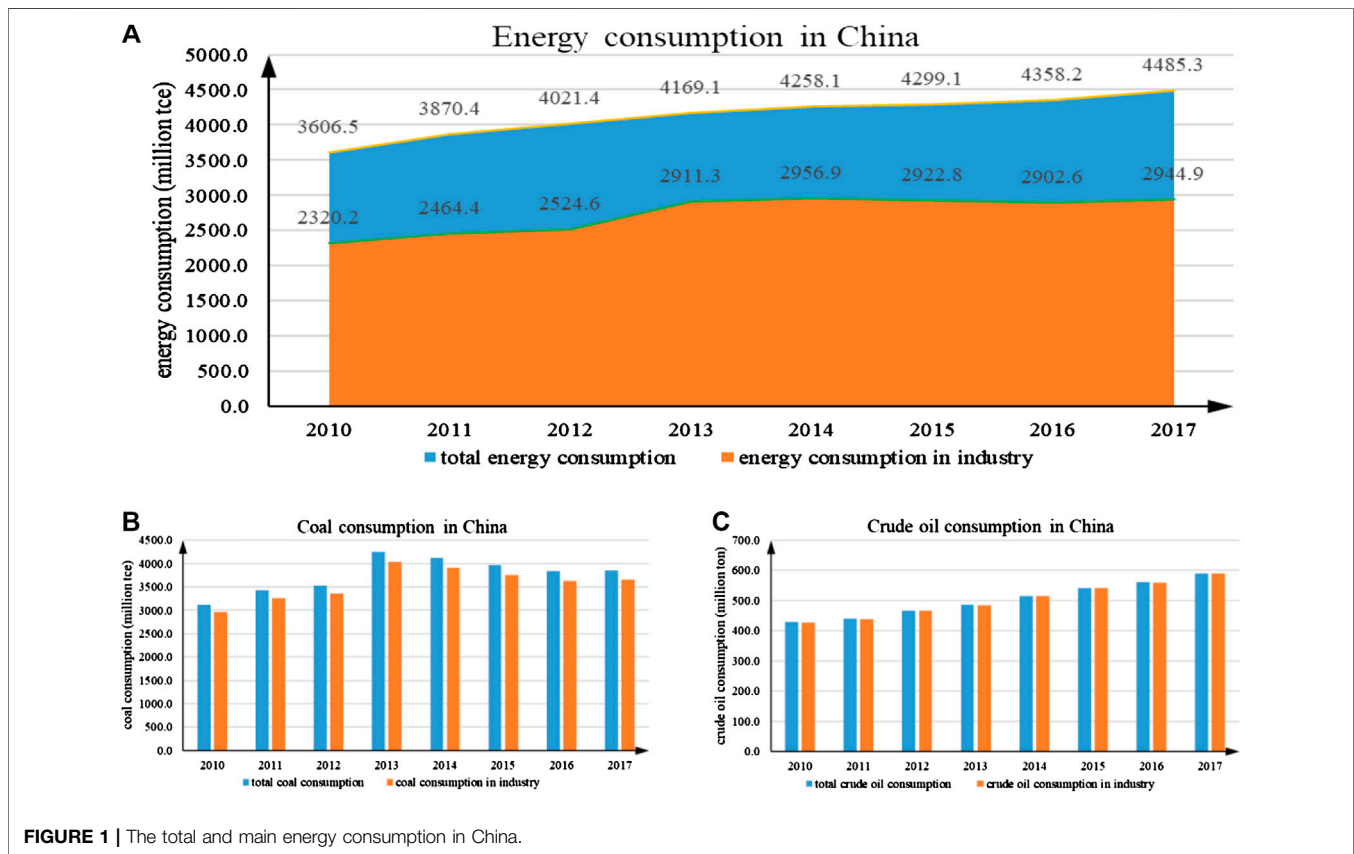 A
Energy consumption in China
energy consumption (million tce)
5000.0
4500.0
4000.0
3500.0
3000.0
2500.0
2000.0
1500.0
1000.0
500.0
0.0
3606.5
3870.4
4021.4
4169.1
4258.1
4299.1
4358.2
4485.3
2320.2
2464.4
2524.6
2911.3
2956.9
2922.8
2902.6
2944.9
2010 2011 2012 2013 2014 2015 2016 2017
total energy consumption energy consumption in industry
B
Coal consumption in China
coal consumption (million tce)
4500.0
4000.0
3500.0
3000.0
2500.0
2000.0
1500.0
1000.0
500.0
0.0
2010 2011 2012 2013 2014 2015 2016 2017
total coal consumption coal consumption in industry
C
Crude oil consumption in China
crude oil consumption (million ton)
700.0
600.0
500.0
400.0
300.0
200.0
100.0
0.0
2010 2011 2012 2013 2014 2015 2016 2017
total crude oil consumption crude oil consumption in industry
FIGURE 1 | The total and main energy consumption in China.